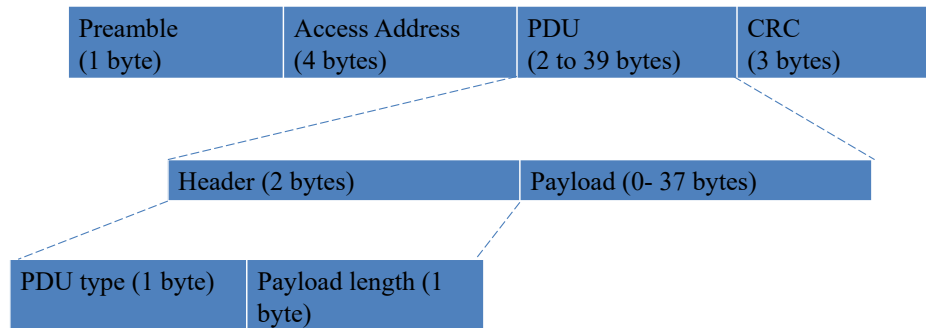 Preamble
(1 byte)
Access Address
(4 bytes)
PDU
(2 to 39 bytes)
CRC
(3 bytes)
Header (2 bytes)
Payload (0- 37 bytes)
PDU type (1 byte)
Payload length (1
byte)